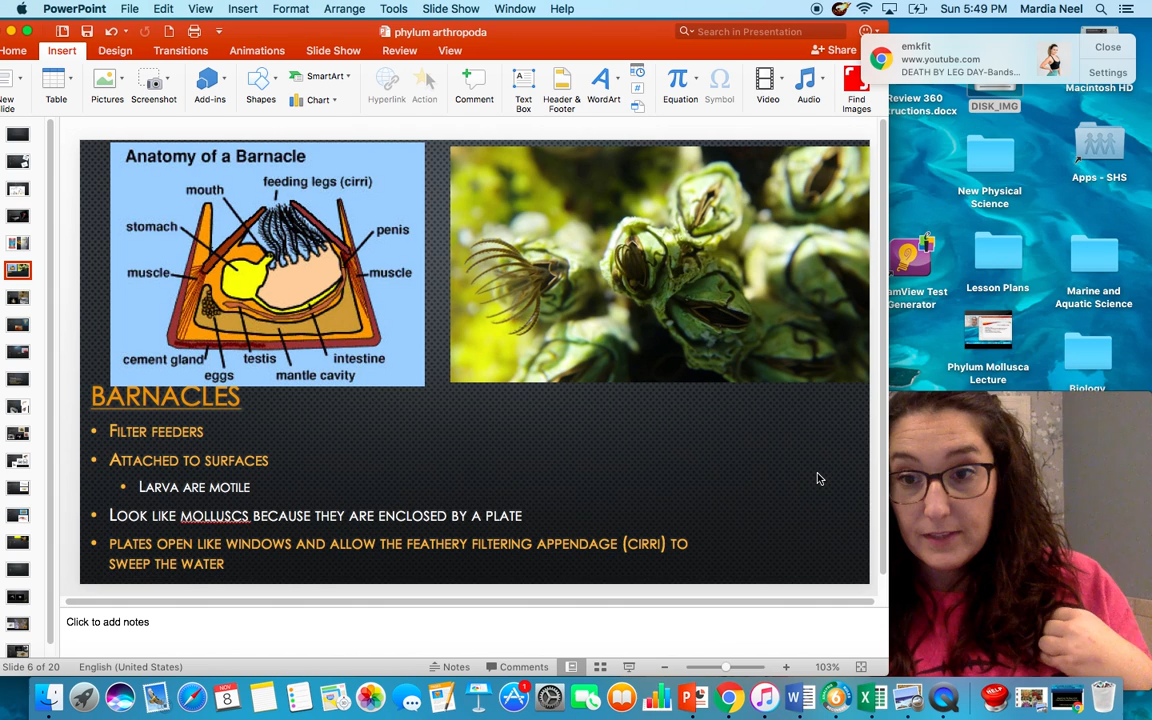 PowerPoint File Edit View Insert Format Arrange Tools Slide Show Window Help
Sun 5:49 PM Mardia Neel
phylum arthropoda
Search in Presentation
Home Insert Design Transitions Animations Slide Show Review View
Share
Table Pictures Screenshot Add-ins Shapes SmartArt Chart Hyperlink Action Comment Text Box Header & Footer WordArt Equation Symbol Video Audio Find Images
emkfit
www.youtube.com
DEATH BY LEG DAY-Bands...
Close
Settings
Review 360
DISK_IMG
Macintosh HD
New Physical Science
Apps - SHS
Lesson Plans
Marine and Aquatic Science
Generator
Phylum Mollusca Lecture
Biology
Anatomy of a Barnacle
feeding legs (cirri)
mouth
stomach
penis
muscle
muscle
cement gland
testis
intestine
eggs
mantle cavity
BARNACLES
• FILTER FEEDERS
• ATTACHED TO SURFACES
• LARVA ARE MOTILE
• LOOK LIKE MOLLUSCS BECAUSE THEY ARE ENCLOSED BY A PLATE
• PLATES OPEN LIKE WINDOWS AND ALLOW THE FEATHERY FILTERING APPENDAGE (CIRRI) TO
SWEEP THE WATER
Click to add notes
Slide 6 of 20 English (United States) Notes Comments 103%
NOV
8
1
6
HELP